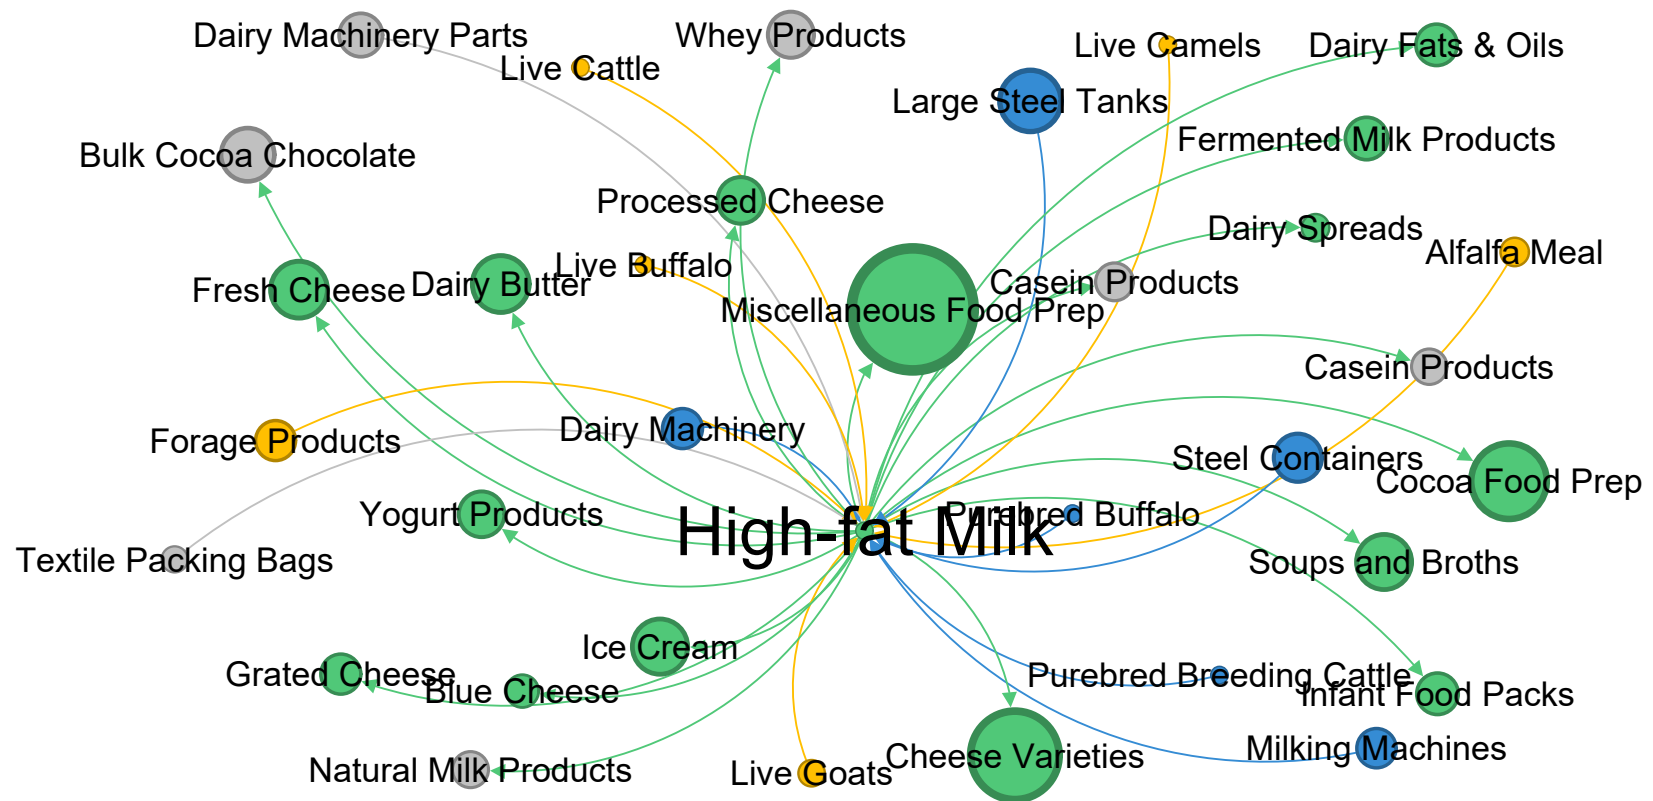 Dairy Machinery Parts
Whey Products
Live Camels
Dairy Fats & Oils
Live Cattle
Large Steel Tanks
Fermented Milk Products
Bulk Cocoa Chocolate
Processed Cheese
Dairy Spreads
Alfalfa Meal
Live Buffalo
Fresh Cheese
Dairy Butter
Casein Products
Miscellaneous Food Prep
Casein Products
Forage Products
Dairy Machinery
Steel Containers
Cocoa Food Prep
Yogurt Products
High-fat Milk
Purebred Buffalo
Textile Packing Bags
Soups and Broths
Ice Cream
Grated Cheese
Blue Cheese
Purebred Breeding Cattle
Infant Food Packs
Natural Milk Products
Live Goats
Cheese Varieties
Milking Machines